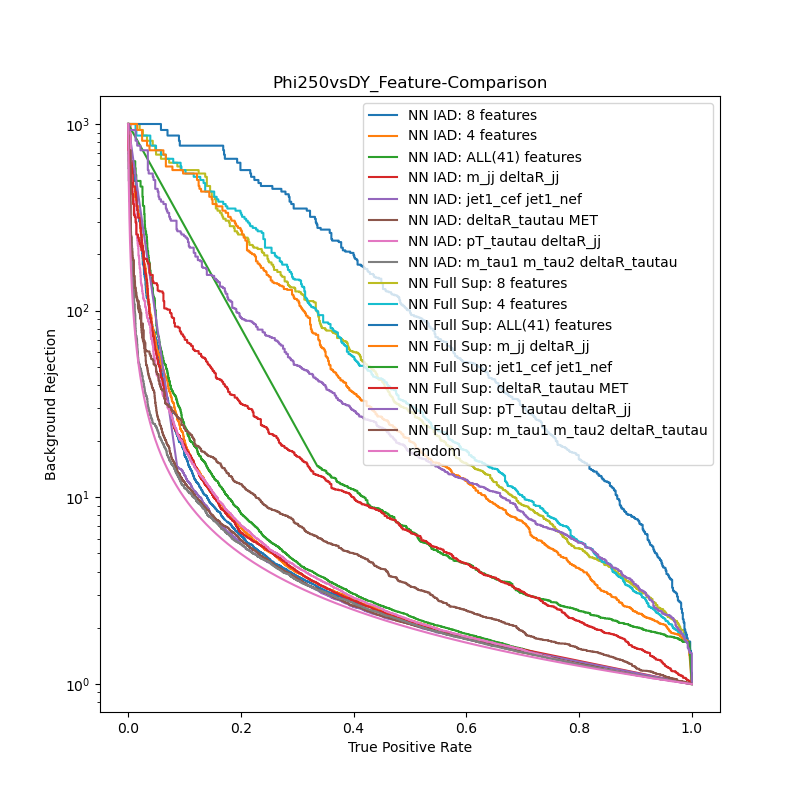 Phi250vsDY_Feature-Comparison
Background Rejection
10³
10²
10¹
10⁰
NN IAD: 8 features
NN IAD: 4 features
NN IAD: ALL(41) features
NN IAD: m_jj deltaR_jj
NN IAD: jet1_cef jet1_nef
NN IAD: deltaR_tautau MET
NN IAD: pT_tautau deltaR_jj
NN IAD: m_tau1 m_tau2 deltaR_tautau
NN Full Sup: 8 features
NN Full Sup: 4 features
NN Full Sup: ALL(41) features
NN Full Sup: m_jj deltaR_jj
NN Full Sup: jet1_cef jet1_nef
NN Full Sup: deltaR_tautau MET
NN Full Sup: pT_tautau deltaR_jj
NN Full Sup: m_tau1 m_tau2 deltaR_tautau
random
0.0 0.2 0.4 0.6 0.8 1.0
True Positive Rate